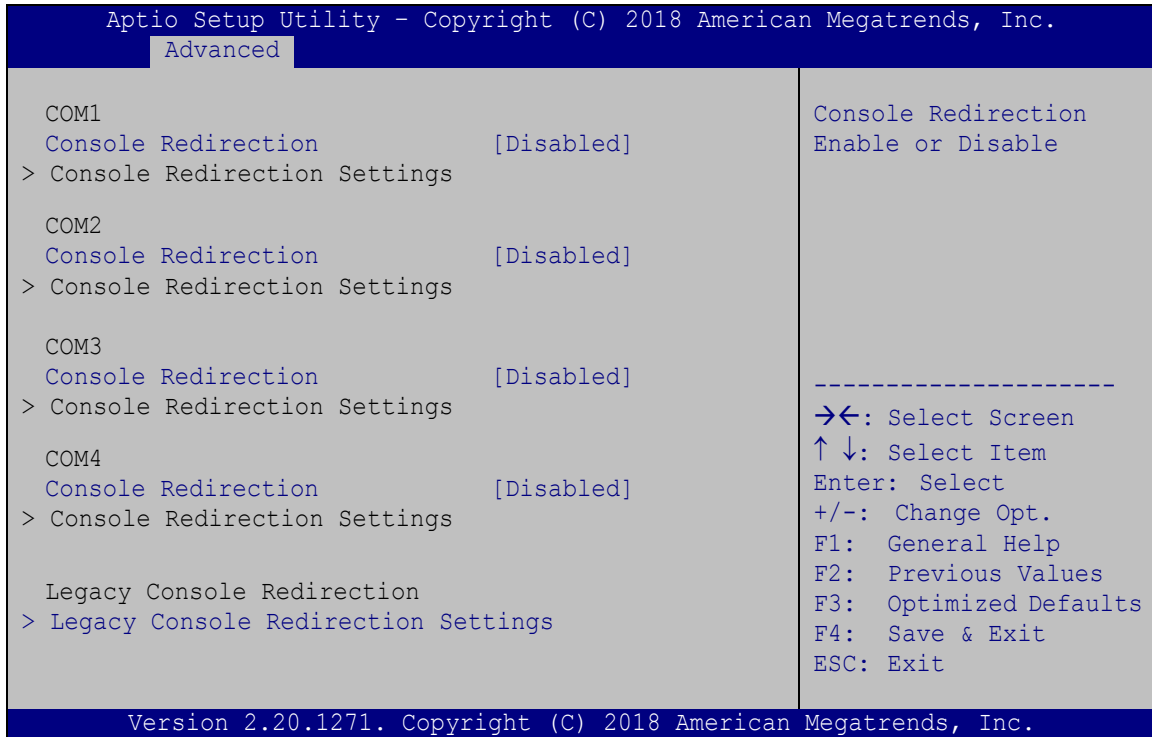 Aptio Setup Utility – Copyright (C) 2018 American Megatrends, Inc.
Advanced
COM1
Console Redirection [Disabled]
> Console Redirection Settings
COM2
Console Redirection [Disabled]
> Console Redirection Settings
COM3
Console Redirection [Disabled]
> Console Redirection Settings
COM4
Console Redirection [Disabled]
> Console Redirection Settings
Legacy Console Redirection
> Legacy Console Redirection Settings
Console Redirection
Enable or Disable
---------------------
→←: Select Screen
↑ ↓: Select Item
Enter: Select
+/-: Change Opt.
F1: General Help
F2: Previous Values
F3: Optimized Defaults
F4: Save & Exit
ESC: Exit
Version 2.20.1271. Copyright (C) 2018 American Megatrends, Inc.